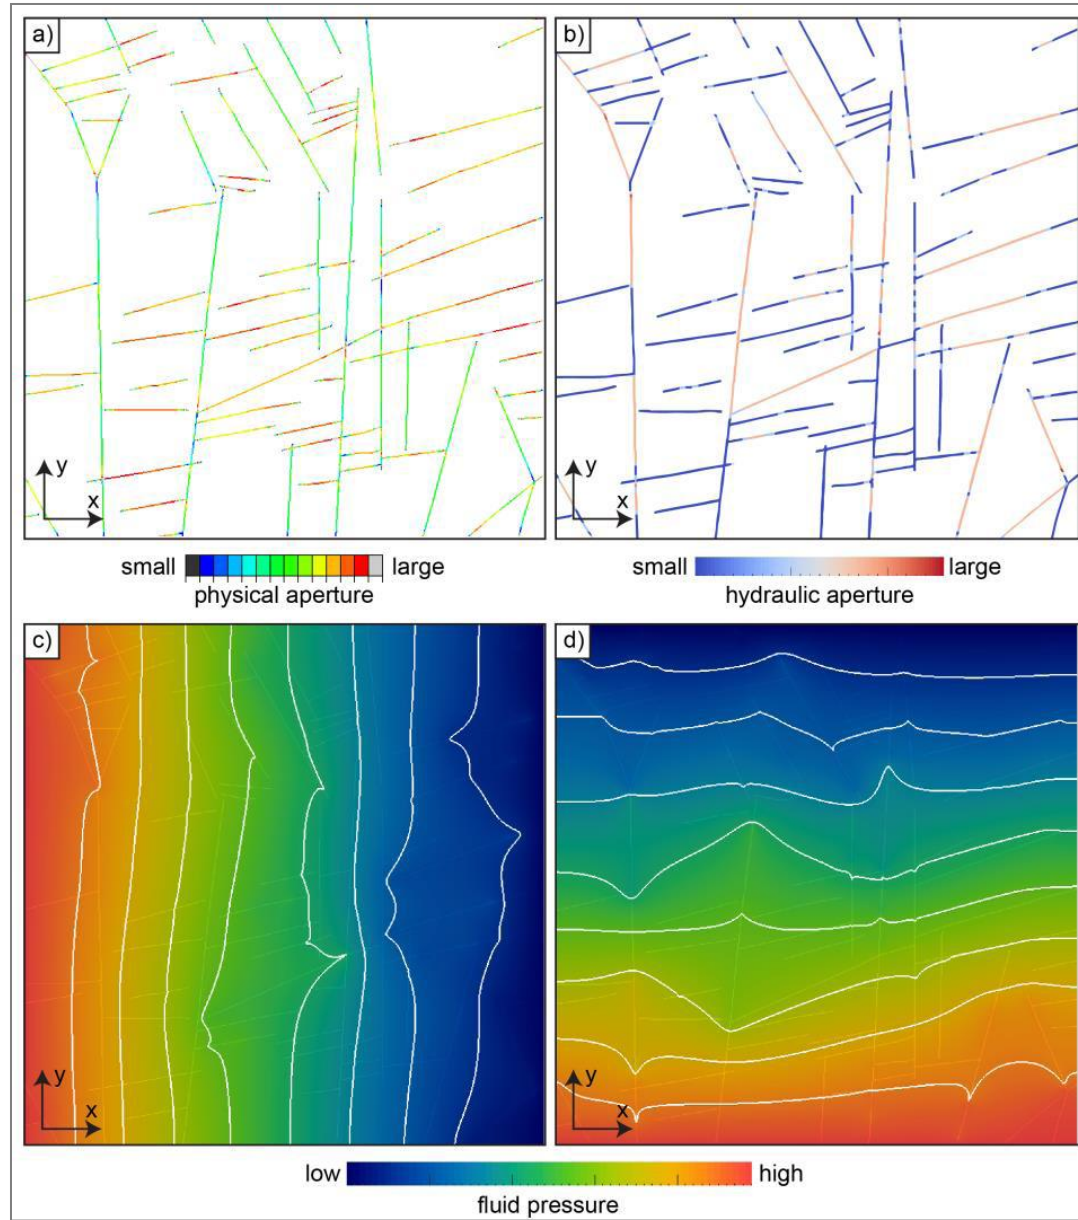 a)
b)
y
x
y
x
small large
physical aperture
small large
hydraulic aperture
c)
d)
y
x
y
x
low high
fluid pressure